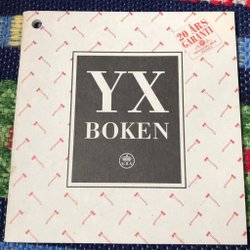 20 ÅRS
GARANTI
YX
BOKEN
G.B.A.